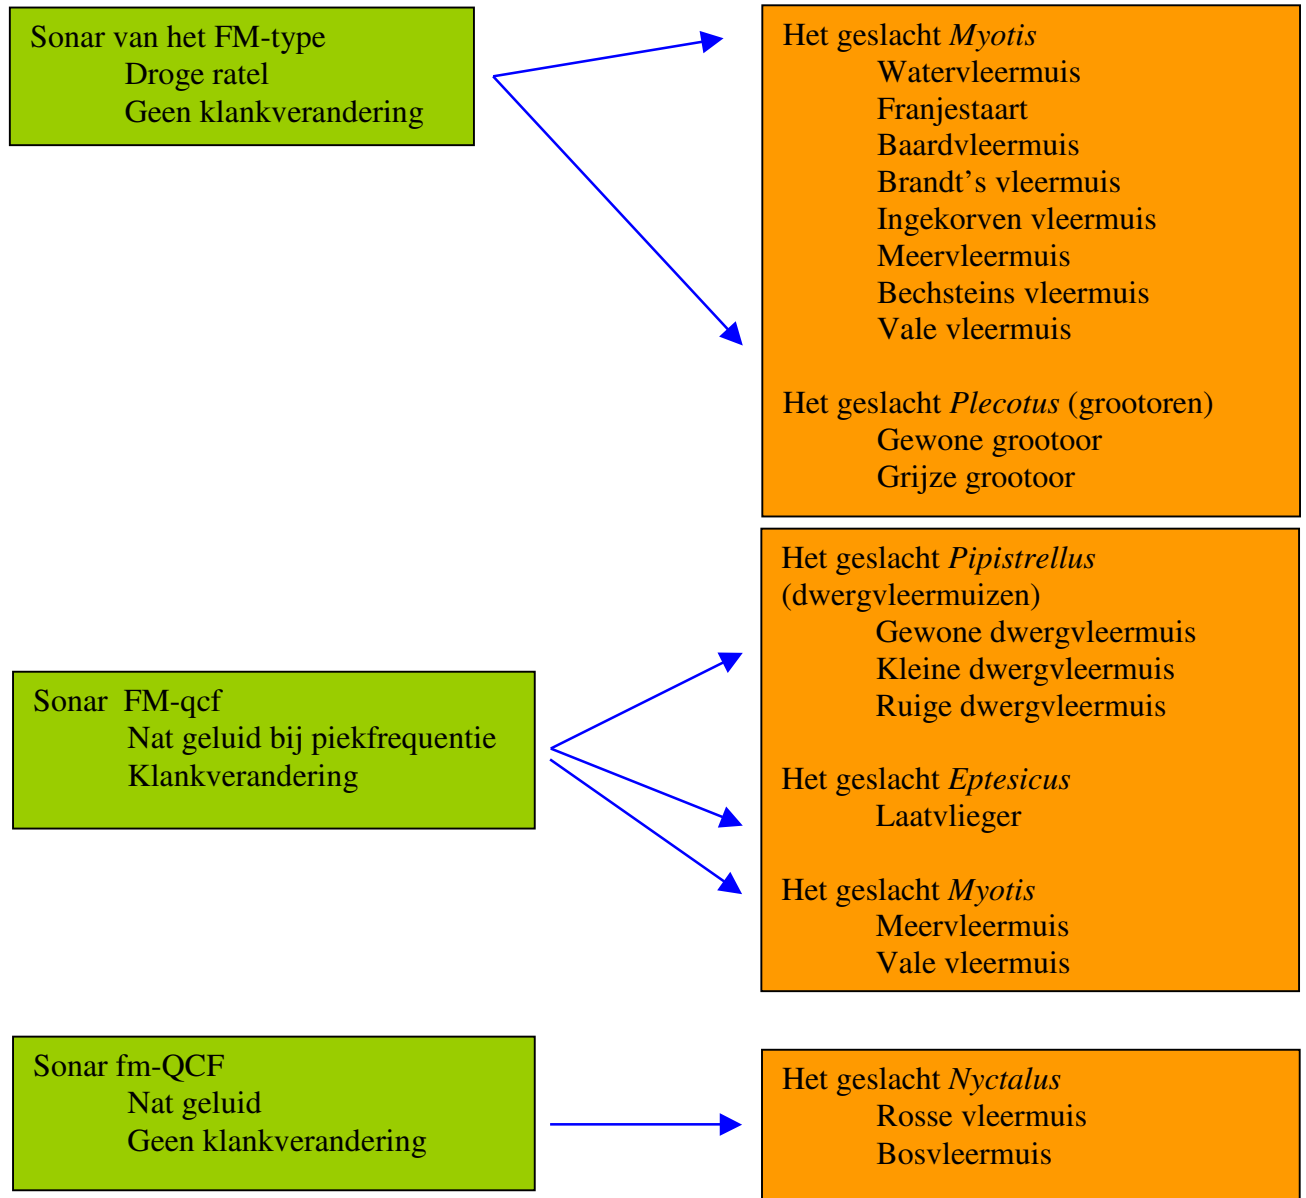 Sonar van het FM-type
Droge ratel
Geen klankverandering
Het geslacht Myotis
Watervleermuis
Franjestaart
Baardvleermuis
Brandt’s vleermuis
Ingekorven vleermuis
Meervleermuis
Bechsteins vleermuis
Vale vleermuis
Het geslacht Plecotus (grootoren)
Gewone grootoor
Grijze grootoor
Sonar  FM-qcf
Nat geluid bij piekfrequentie
Klankverandering
Het geslacht Pipistrellus
(dwergvleermuizen)
Gewone dwergvleermuis
Kleine dwergvleermuis
Ruige dwergvleermuis
Het geslacht Eptesicus
Laatvlieger
Het geslacht Myotis
Meervleermuis
Vale vleermuis
Sonar fm-QCF
Nat geluid
Geen klankverandering
Het geslacht Nyctalus
Rosse vleermuis
Bosvleermuis